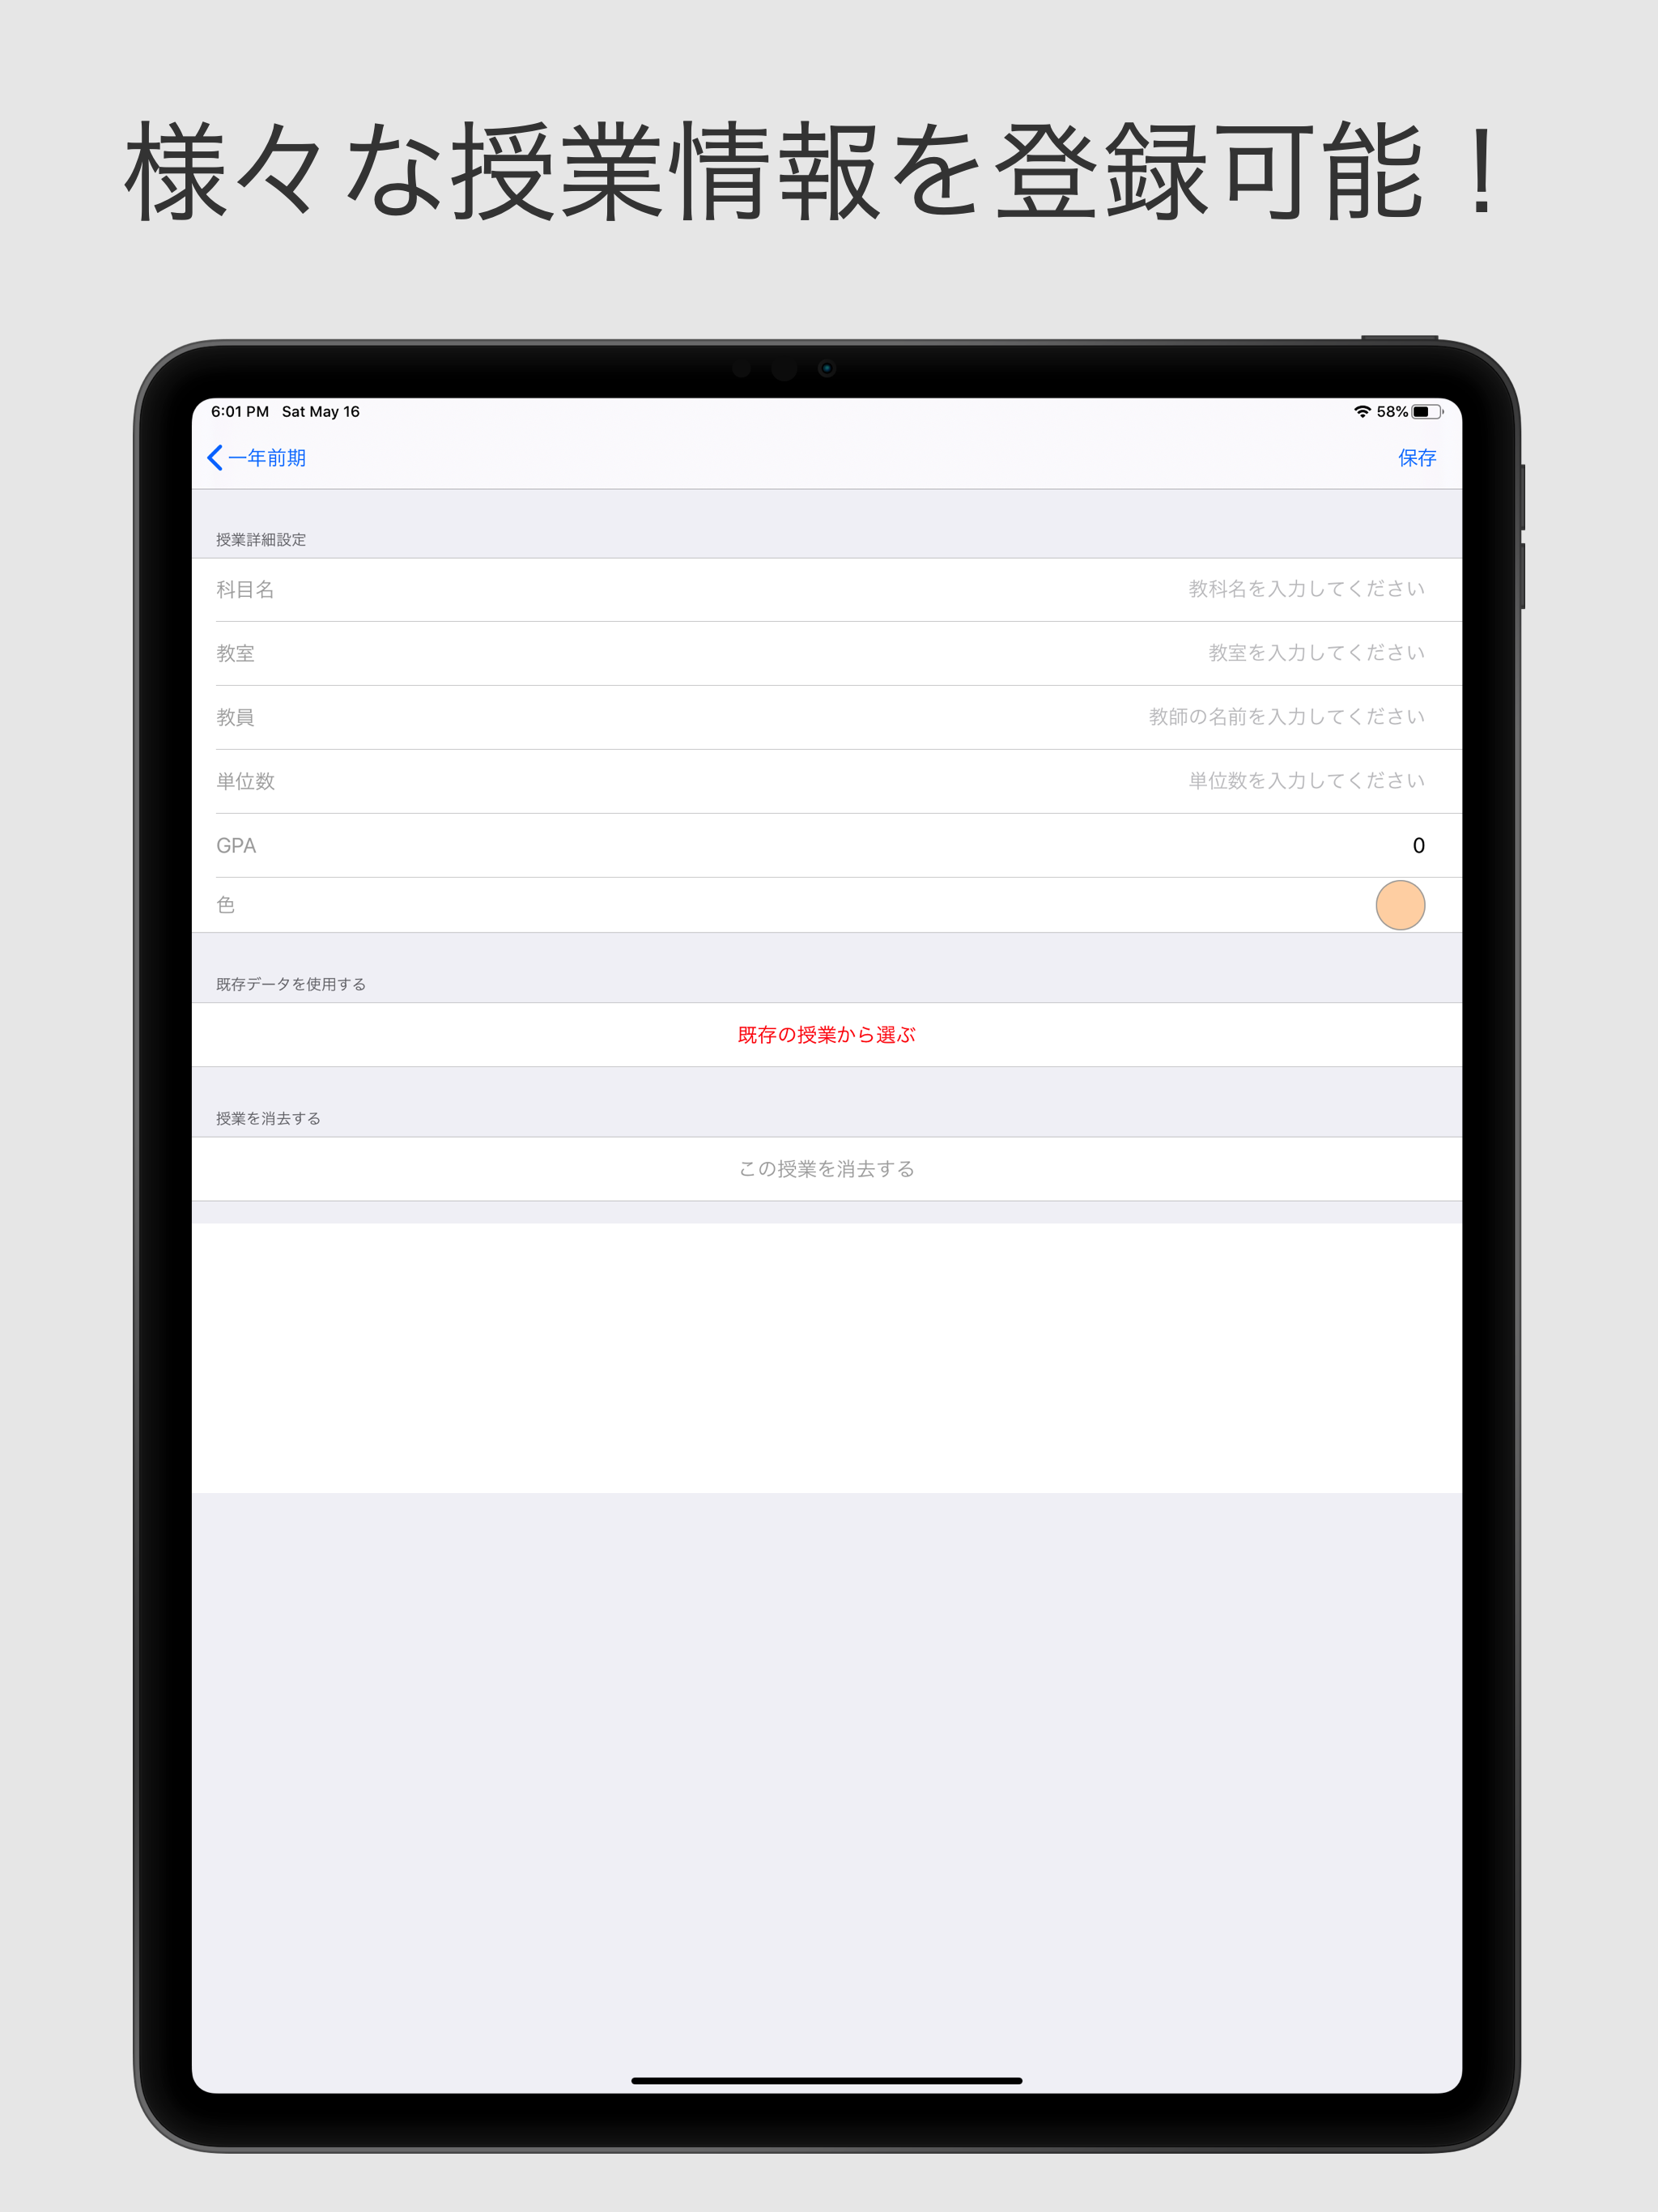 様々な授業情報を登録可能！
6:01 PM Sat May 16 58%
一年前期 保存
授業詳細設定
科目名 教科名を入力してください
教室 教室を入力してください
教員 教師の名前を入力してください
単位数 単位数を入力してください
GPA 0
色
既存データを使用する
既存の授業から選ぶ
授業を消去する
この授業を消去する